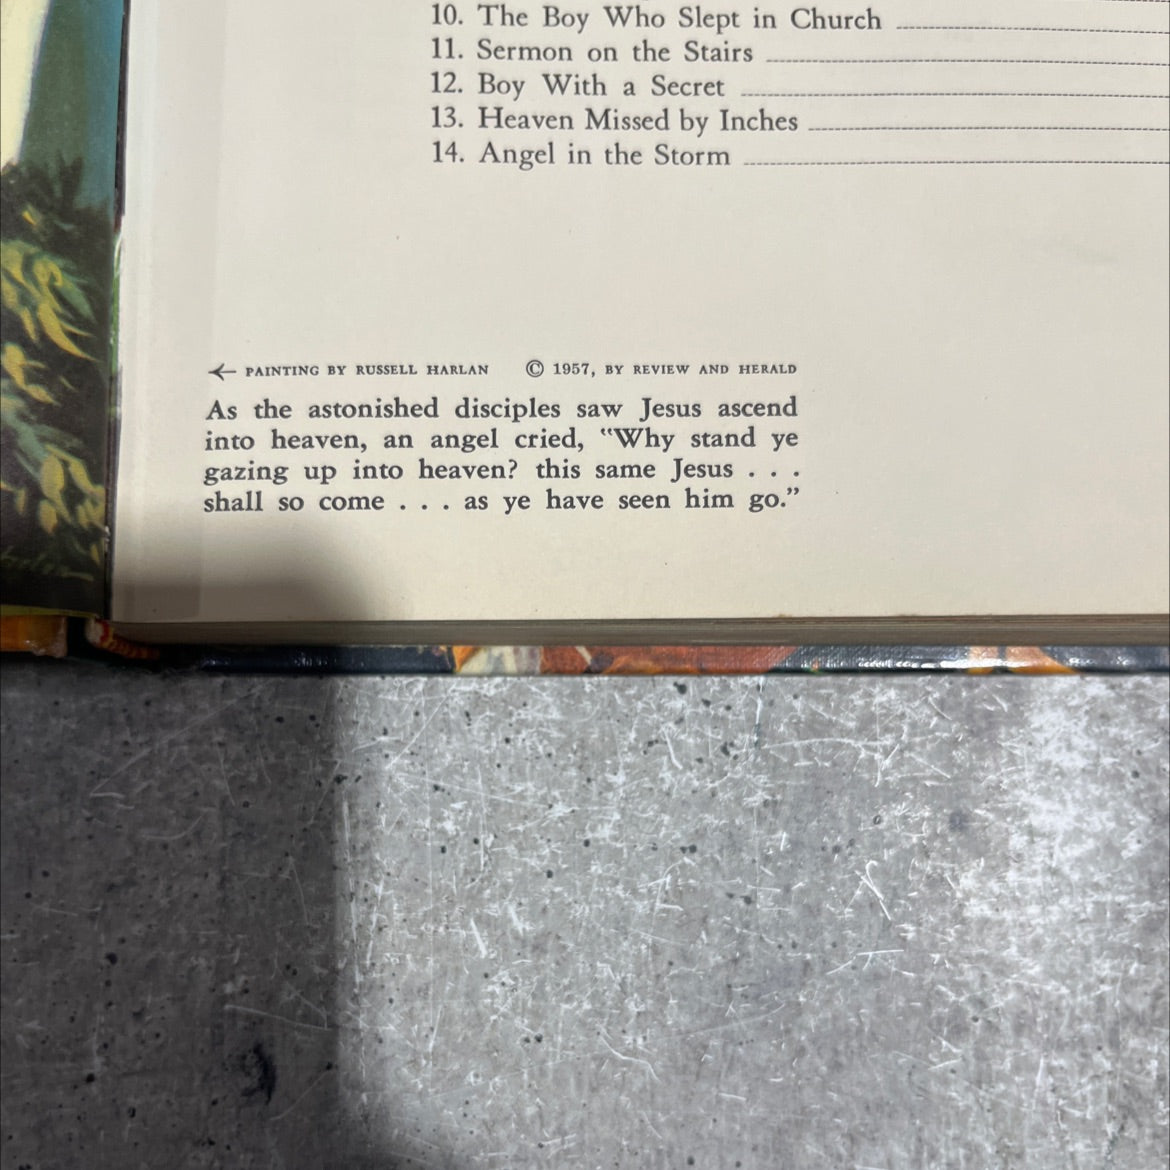 10. The Boy Who Slept in Church
11. Sermon on the Stairs
12. Boy With a Secret
13. Heaven Missed by Inches
14. Angel in the Storm
← PAINTING BY RUSSELL HARLAN © 1957, BY REVIEW AND HERALD
As the astonished disciples saw Jesus ascend
into heaven, an angel cried, “Why stand ye
gazing up into heaven? this same Jesus . . .
shall so come . . . as ye have seen him go.”